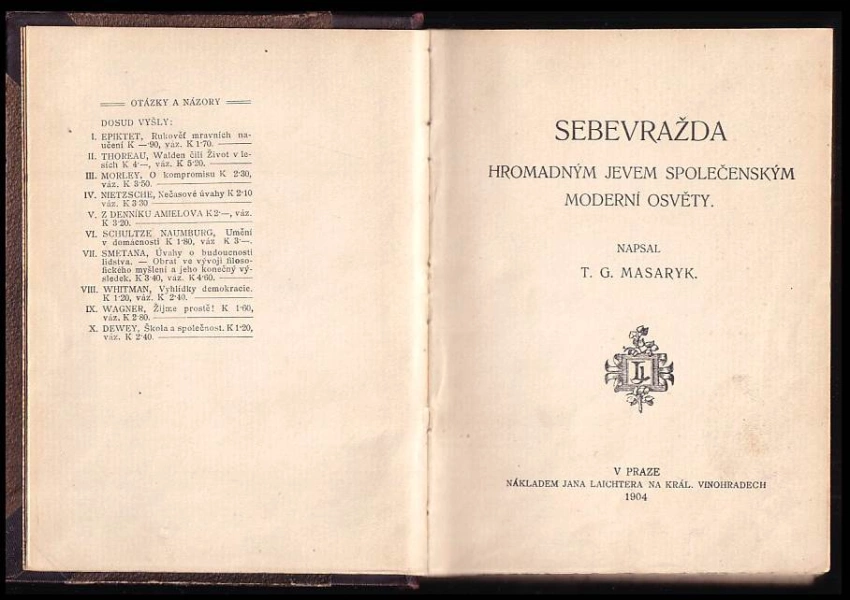 OTÁZKY A NÁZORY
DOSUD VYŠLY:
I. EPIKTET, Rukověť mravních na-
učení K —·90, váz. K 1·70.
II. THOREAU, Walden čili Život v le-
sích K 4·—, váz. K 5·20.
III. MORLEY, O kompromisu K 2·30,
váz. K 3·50.
IV. NIETZSCHE, Nečasové úvahy K 2·10
váz. K 3·30
V. Z DENNÍKU AMIELOVA K 2·—, váz.
K 3·20.
VI. SCHULTZE NAUMBURG, Umění
v domácnosti K 1·80, váz K 3·—.
VII. SMETANA, Úvahy o budoucnosti
lidstva. — Obrat ve vývoji filoso-
fického myšlení a jeho konečný vý-
sledek. K 3·40, váz. K 4·60.
VIII. WHITMAN, Vyhlídky demokracie.
K 1·20, váz. K 2·40.
IX. WAGNER, Žijme prostě! K 1·60,
váz. K 2·80.
X. DEWEY, Škola a společnost. K 1·20,
váz. K 2·40.
SEBEVRAŽDA
HROMADNÝM JEVEM SPOLEČENSKÝM
MODERNÍ OSVĚTY.
NAPSAL
T. G. MASARYK.
JL
V PRAZE
NÁKLADEM JANA LAICHTERA NA KRÁL. VINOHRADECH
1904